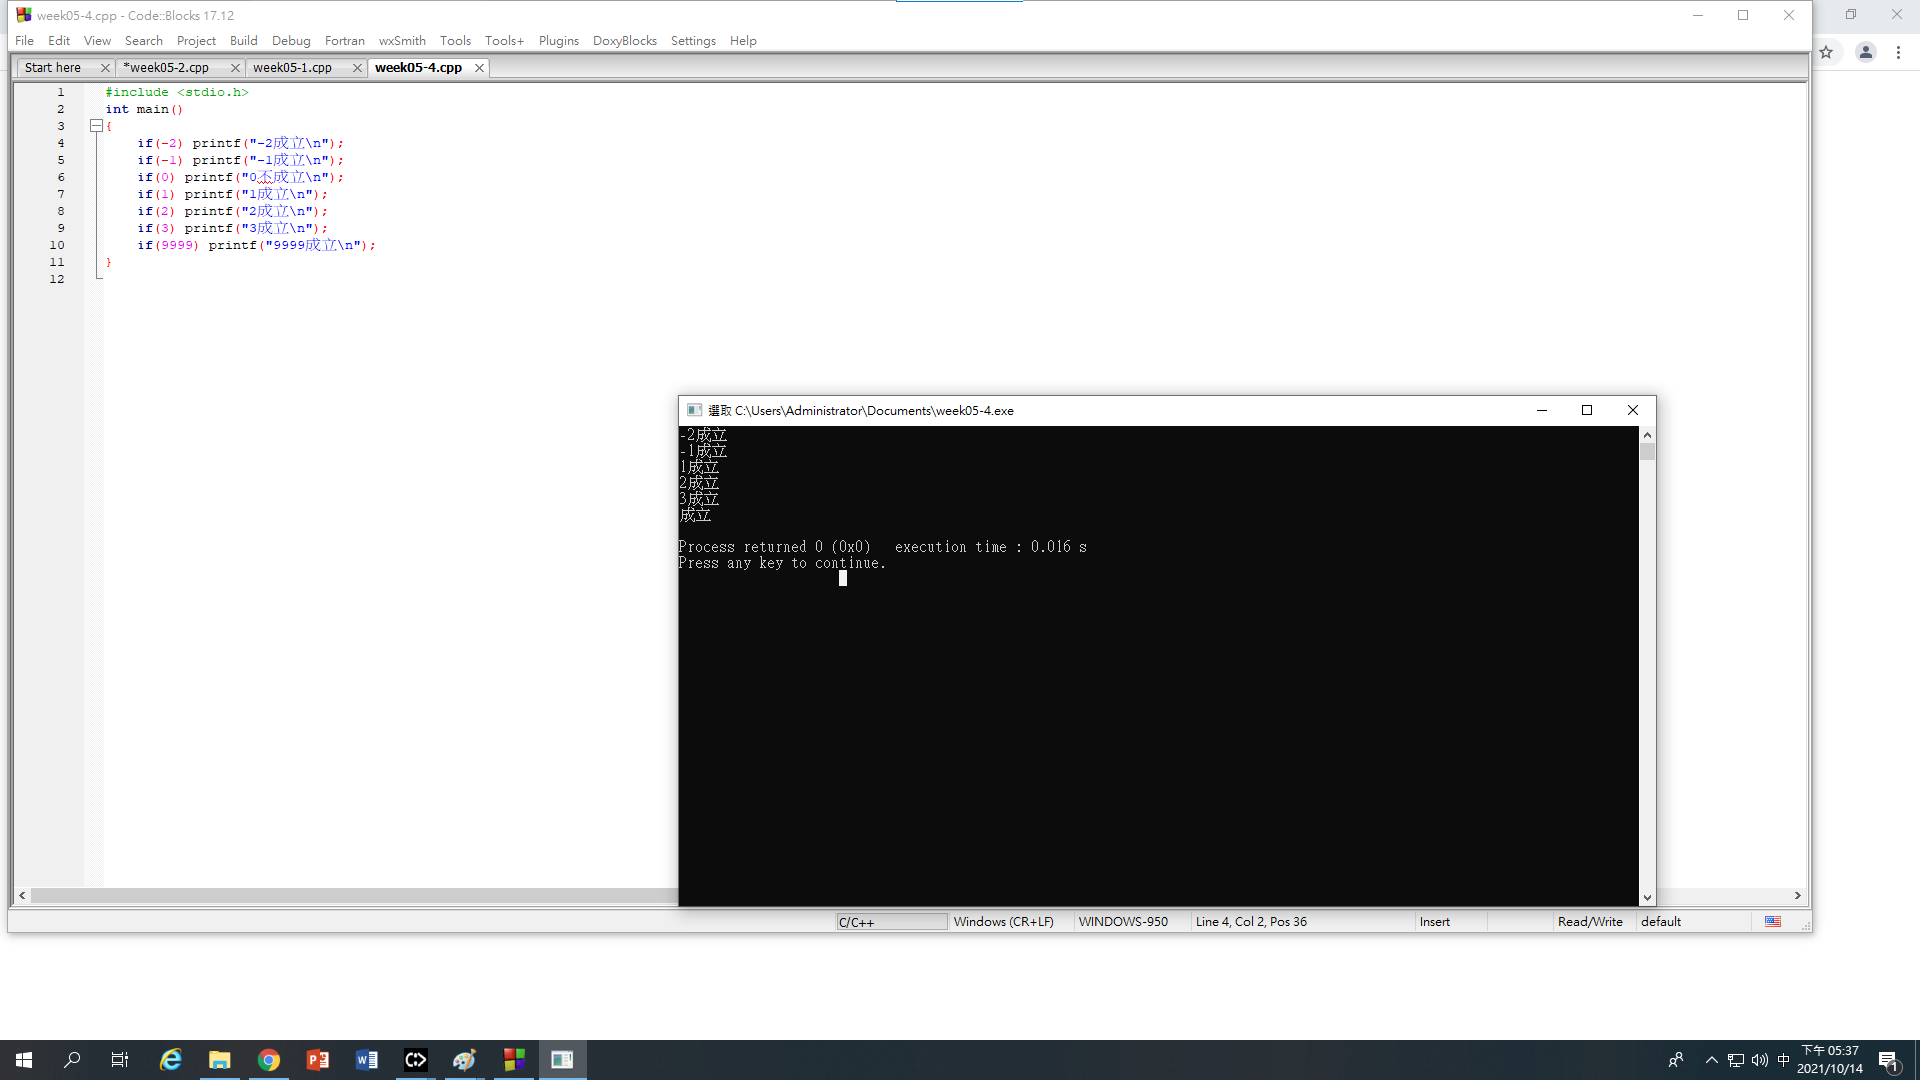 week05-4.cpp - Code::Blocks 17.12
File Edit View Search Project Build Debug Fortran wxSmith Tools Tools+ Plugins DoxyBlocks Settings Help
Start here *week05-2.cpp week05-1.cpp week05-4.cpp
1 #include <stdio.h>
2 int main()
3 {
4 if(-2) printf("-2成立\n");
5 if(-1) printf("-1成立\n");
6 if(0) printf("0不成立\n");
7 if(1) printf("1成立\n");
8 if(2) printf("2成立\n");
9 if(3) printf("3成立\n");
10 if(9999) printf("9999成立\n");
11 }
12
選取 C:\Users\Administrator\Documents\week05-4.exe
-2成立
-1成立
1成立
2成立
3成立
成立
Process returned 0 (0x0) execution time : 0.016 s
Press any key to continue.
C/C++ Windows (CR+LF) WINDOWS-950 Line 4, Col 2, Pos 36 Insert Read/Write default
中 下午 05:37
2021/10/14
1